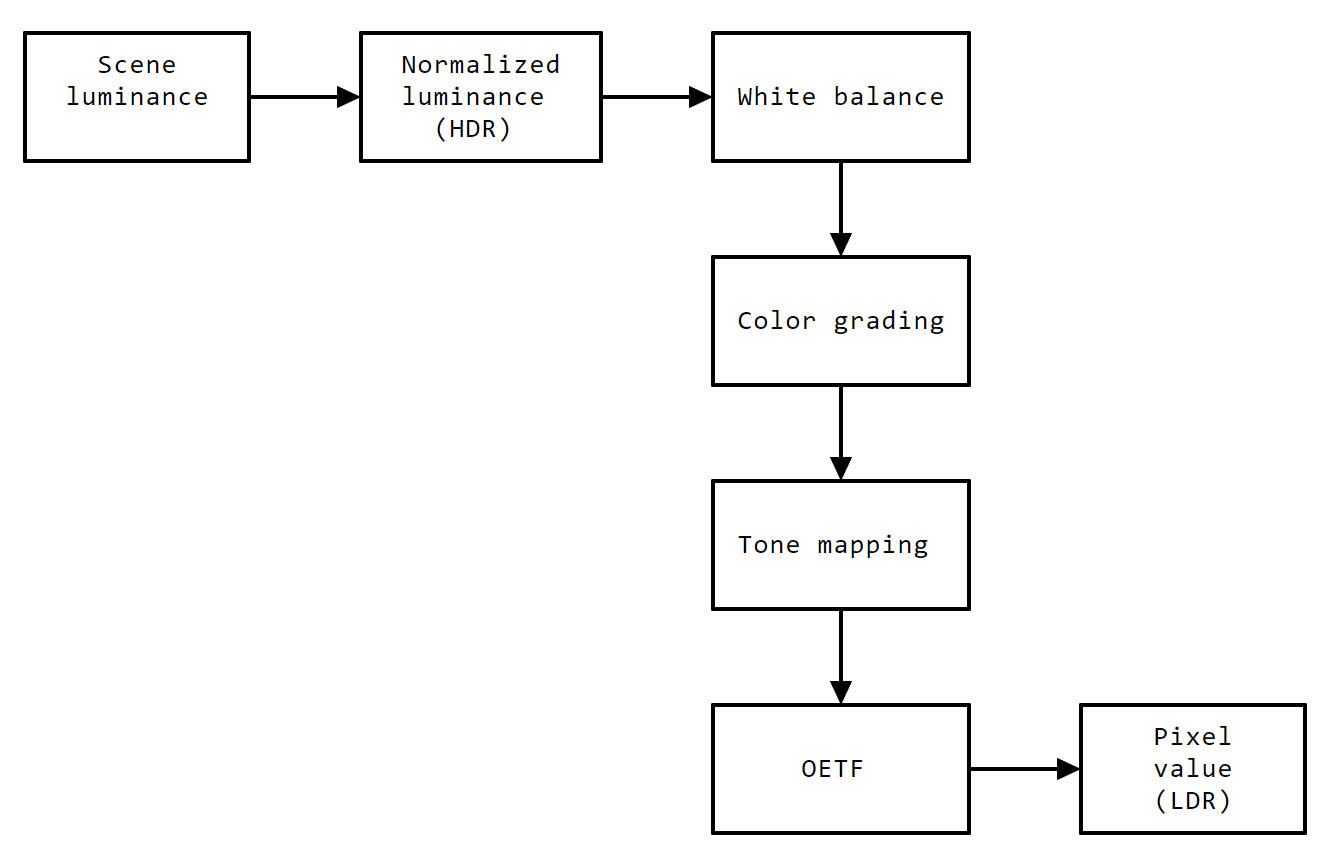 Scene
luminance
Normalized
luminance
(HDR)
White balance
Color grading
Tone mapping
OETF
Pixel
value
(LDR)